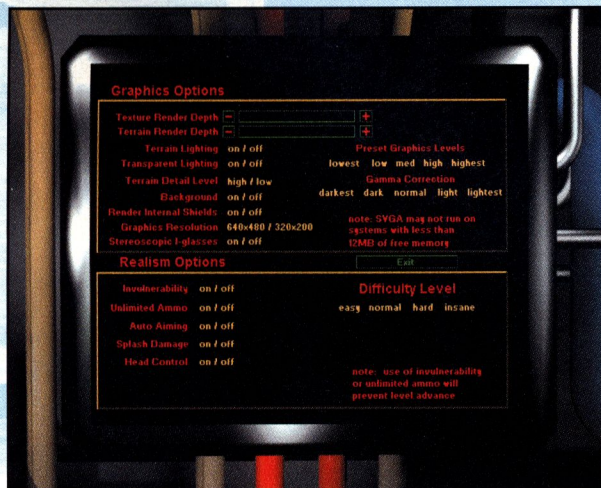 Graphics Options
Texture Render Depth - +
Terrain Render Depth - +
Terrain Lighting on / off
Transparent Lighting on / off
Terrain Detail Level high / low
Background on / off
Render Internal Shields on / off
Graphics Resolution 640x480 / 320x200
Stereoscopic I-glasses on / off
Preset Graphics Levels
lowest low med high highest
Gamma Correction
darkest dark normal light lightest
note: SVGA may not run on
systems with less than
12MB of free memory
Realism Options
Exit
Invulnerability on / off
Unlimited Ammo on / off
Auto Aiming on / off
Splash Damage on / off
Head Control on / off
Difficulty Level
easy normal hard insane
note: use of invulnerability
or unlimited ammo will
prevent level advance